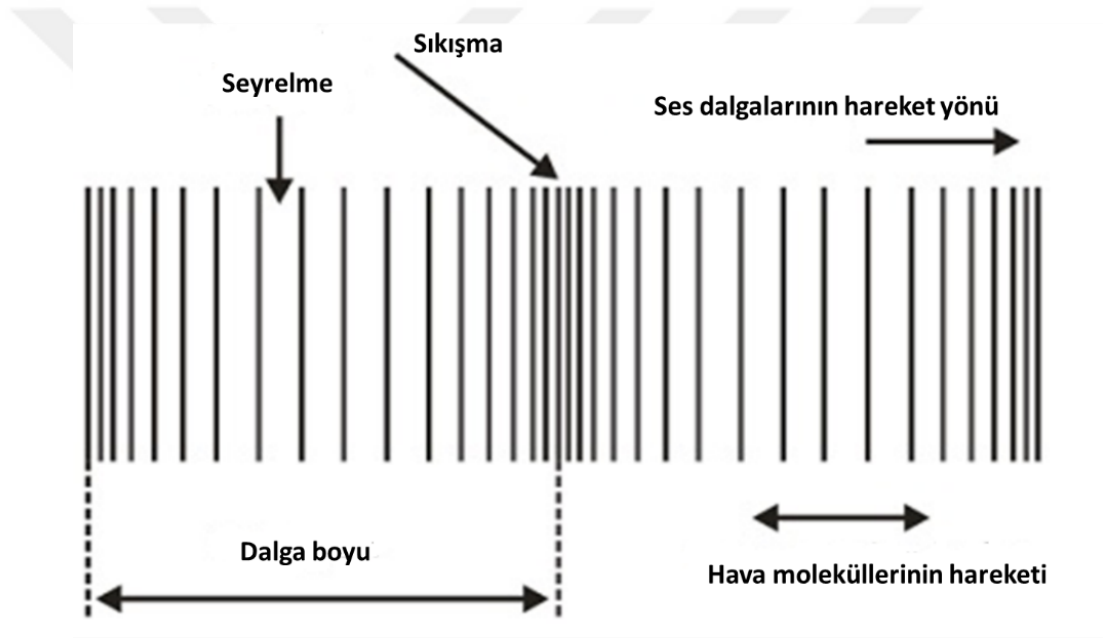 Sıkışma
Seyrelme
Ses dalgalarının hareket yönü
Dalga boyu
Hava moleküllerinin hareketi